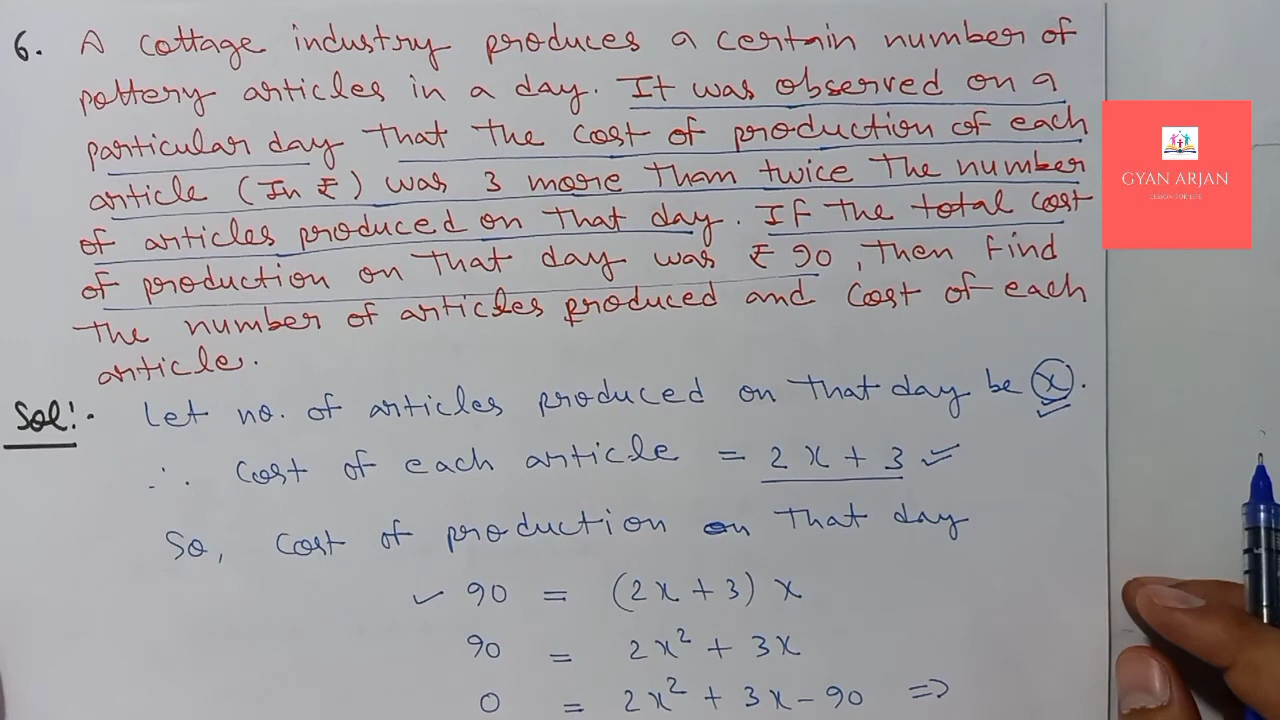 6. A cottage industry produces a certain number of
pottery articles in a day. It was observed on a
particular day that the cost of production of each
article (In ₹) was 3 more than twice the number
of articles produced on that day. If the total cost
of production on that day was ₹ 90, then find
the number of articles produced and cost of each
article.
GYAN ARJAN
LESSONS FOR LIFE
Sol:- Let no. of articles produced on that day be x.
∴ cost of each article = 2x+3 ✓
So, cost of production on that day
✓ 90 = (2x+3) x
90 = 2x² + 3x
0 = 2x² + 3x - 90 ⇒